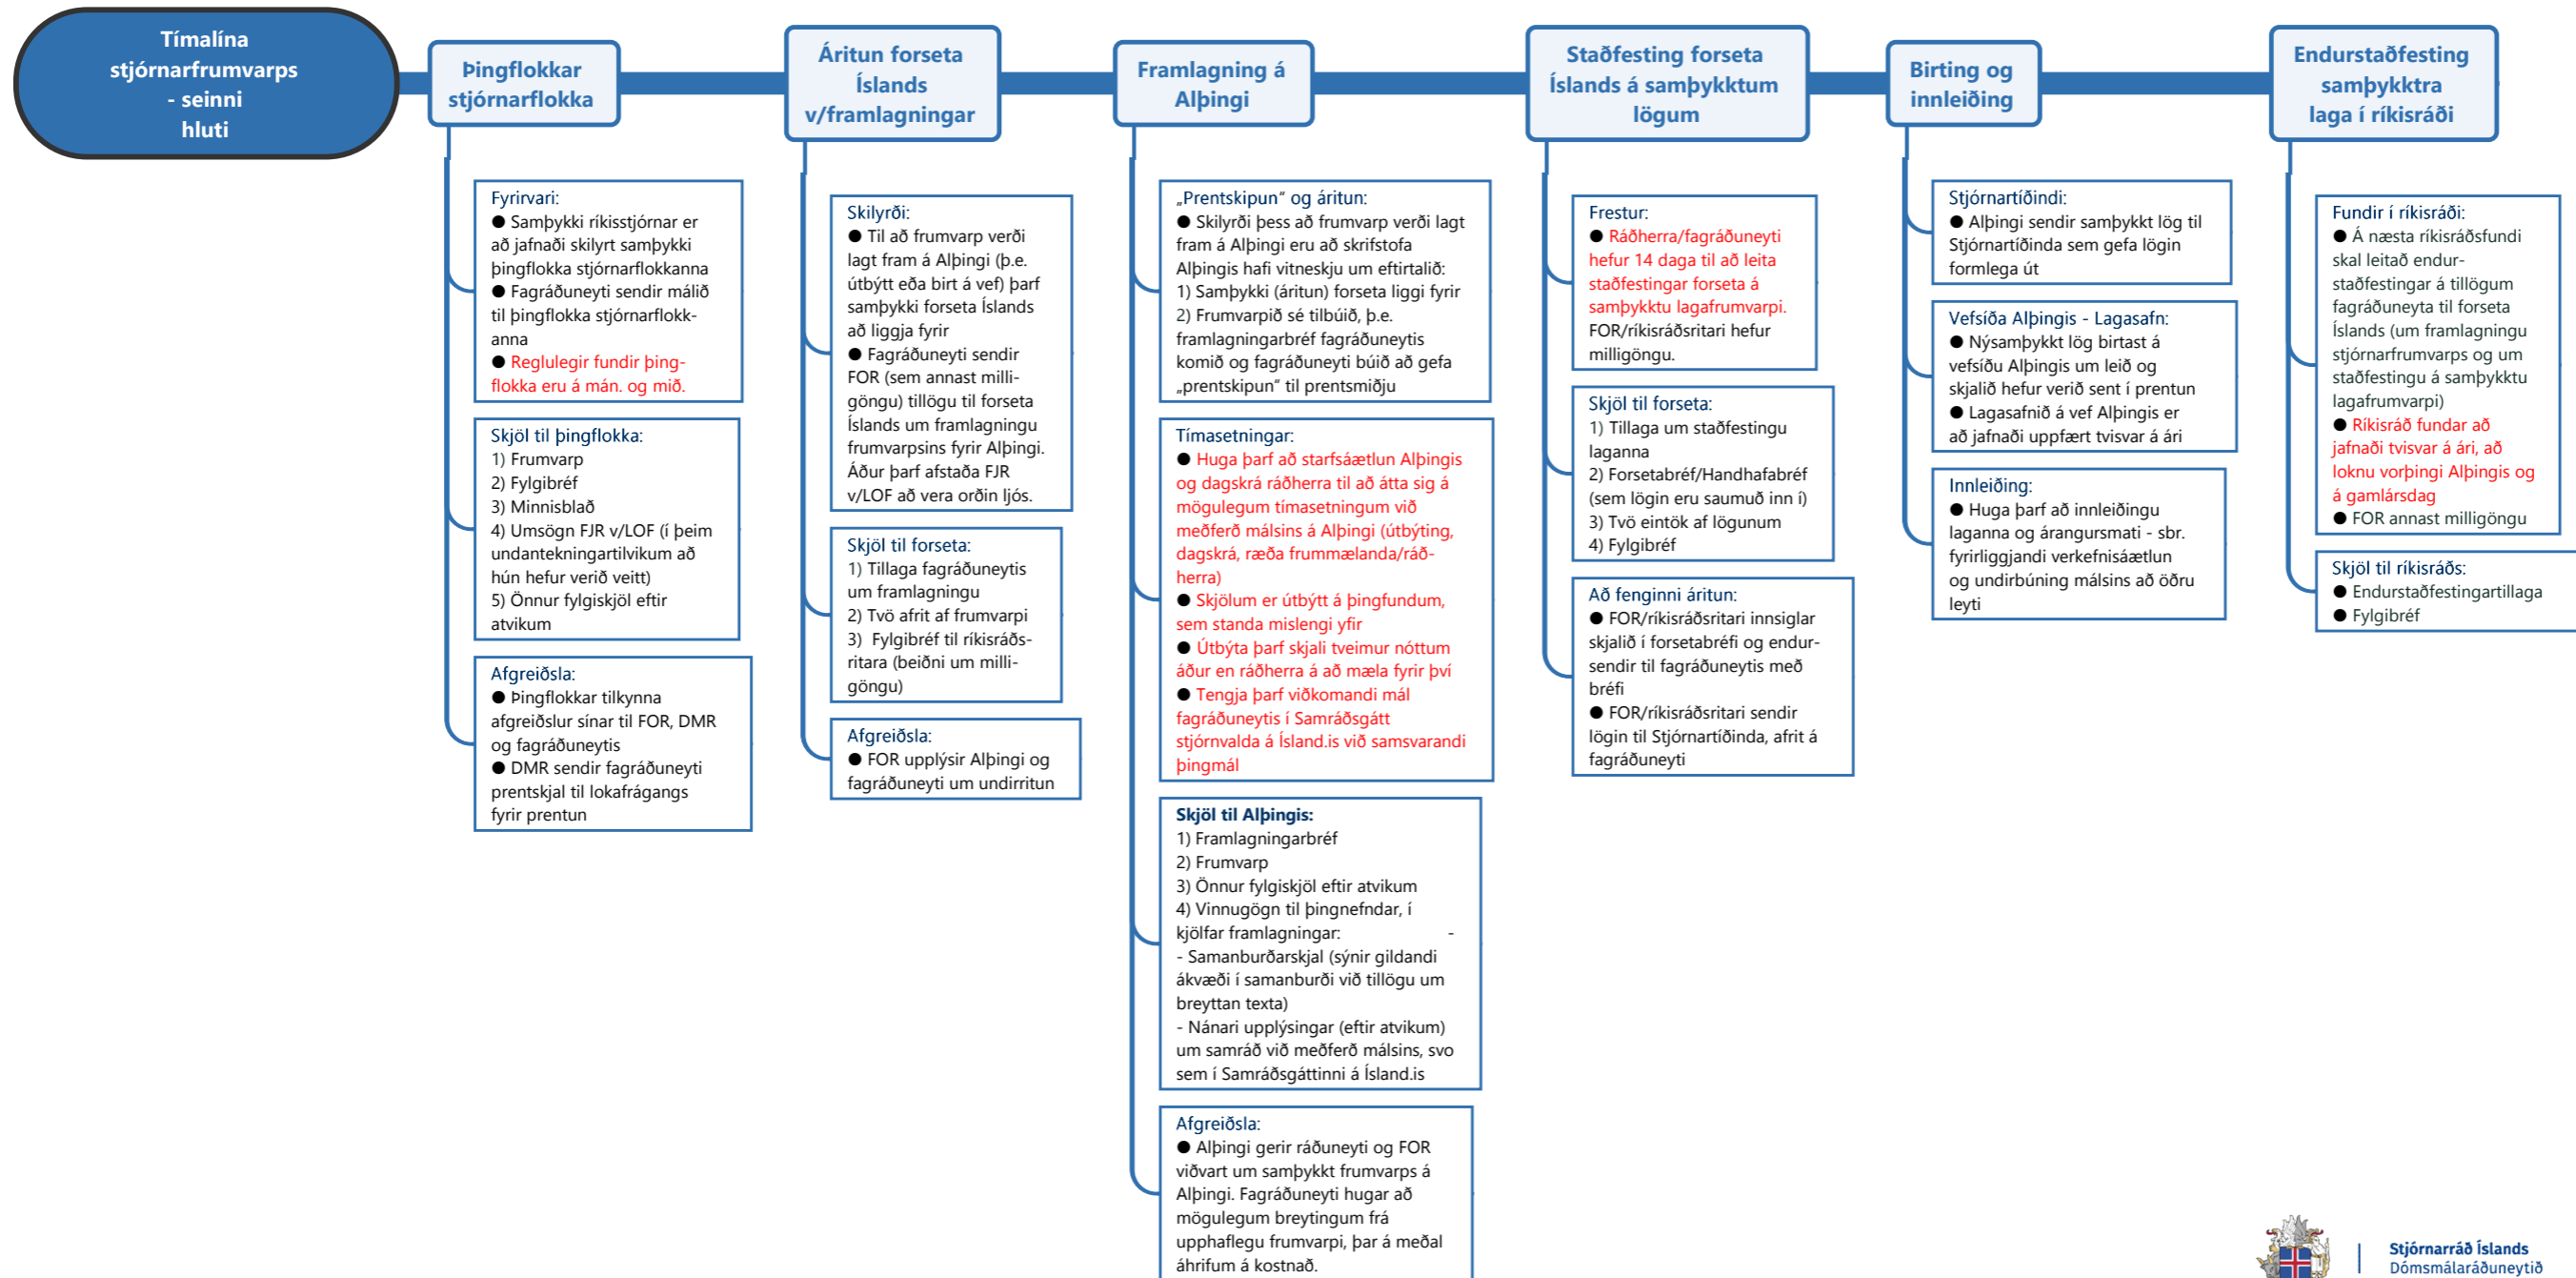 Tímalína
stjórnarfrumvarps
- seinni
hluti
Þingflokkar
stjórnarflokka
Fyrirvari:
● Samþykki ríkisstjórnar er
að jafnaði skilyrt samþykki
þingflokka stjórnarflokkanna
● Fagráðuneyti sendir málið
til þingflokka stjórnarflokk-
anna
● Reglulegir fundir þing-
flokka eru á mán. og mið.
Skjöl til þingflokka:
1) Frumvarp
2) Fylgibréf
3) Minnisblað
4) Umsögn FJR v/LOF (í þeim
undantekningartilvikum að
hún hefur verið veitt)
5) Önnur fylgiskjöl eftir
atvikum
Afgreiðsla:
● Þingflokkar tilkynna
afgreiðslur sínar til FOR, DMR
og fagráðuneytis
● DMR sendir fagráðuneyti
prentskjal til lokafrágangs
fyrir prentun
Áritun forseta
Íslands
v/framlagningar
Skilyrði:
● Til að frumvarp verði
lagt fram á Alþingi (þ.e.
útbýtt eða birt á vef) þarf
samþykki forseta Íslands
að liggja fyrir
● Fagráðuneyti sendir
FOR (sem annast milli-
göngu) tillögu til forseta
Íslands um framlagningu
frumvarpsins fyrir Alþingi.
Áður þarf afstaða FJR
v/LOF að vera orðin ljós.
Skjöl til forseta:
1) Tillaga fagráðuneytis
um framlagningu
2) Tvö afrit af frumvarpi
3)  Fylgibréf til ríkisráðs-
ritara (beiðni um milli-
göngu)
Afgreiðsla:
● FOR upplýsir Alþingi og
fagráðuneyti um undirritun
Framlagning á
Alþingi
„Prentskipun“ og áritun:
● Skilyrði þess að frumvarp verði lagt
fram á Alþingi eru að skrifstofa
Alþingis hafi vitneskju um eftirtalið:
1) Samþykki (áritun) forseta liggi fyrir
2) Frumvarpið sé tilbúið, þ.e.
framlagningarbréf fagráðuneytis
komið og fagráðuneyti búið að gefa
„prentskipun“ til prentsmiðju
Tímasetningar:
● Huga þarf að starfsáætlun Alþingis
og dagskrá ráðherra til að átta sig á
mögulegum tímasetningum við
meðferð málsins á Alþingi (útbýting,
dagskrá, ræða frummælanda/ráð-
herra)
● Skjölum er útbýtt á þingfundum,
sem standa mislengi yfir
● Útbýta þarf skjali tveimur nóttum
áður en ráðherra á að mæla fyrir því
● Tengja þarf viðkomandi mál
fagráðuneytis í Samráðsgátt
stjórnvalda á Ísland.is við samsvarandi
þingmál
Skjöl til Alþingis:
1) Framlagningarbréf
2) Frumvarp
3) Önnur fylgiskjöl eftir atvikum
4) Vinnugögn til þingnefndar, í
kjölfar framlagningar: -
- Samanburðarskjal (sýnir gildandi
ákvæði í samanburði við tillögu um
breyttan texta)
- Nánari upplýsingar (eftir atvikum)
um samráð við meðferð málsins, svo
sem í Samráðsgáttinni á Ísland.is
Afgreiðsla:
● Alþingi gerir ráðuneyti og FOR
viðvart um samþykkt frumvarps á
Alþingi. Fagráðuneyti hugar að
mögulegum breytingum frá
upphaflegu frumvarpi, þar á meðal
áhrifum á kostnað.
Staðfesting forseta
Íslands á samþykktum
lögum
Frestur:
● Ráðherra/fagráðuneyti
hefur 14 daga til að leita
staðfestingar forseta á
samþykktu lagafrumvarpi.
FOR/ríkisráðsritari hefur
milligöngu.
Skjöl til forseta:
1) Tillaga um staðfestingu
laganna
2) Forsetabréf/Handhafabréf
(sem lögin eru saumuð inn í)
3) Tvö eintök af lögunum
4) Fylgibréf
Að fenginni áritun:
● FOR/ríkisráðsritari innsiglar
skjalið í forsetabréfi og endur-
sendir til fagráðuneytis með
bréfi
● FOR/ríkisráðsritari sendir
lögin til Stjórnartíðinda, afrit á
fagráðuneyti
Birting og
innleiðing
Stjórnartíðindi:
● Alþingi sendir samþykkt lög til
Stjórnartíðinda sem gefa lögin
formlega út
Vefsíða Alþingis - Lagasafn:
● Nýsamþykkt lög birtast á
vefsíðu Alþingis um leið og
skjalið hefur verið sent í prentun
● Lagasafnið á vef Alþingis er
að jafnaði uppfært tvisvar á ári
Innleiðing:
● Huga þarf að innleiðingu
laganna og árangursmati - sbr.
fyrirliggjandi verkefnisáætlun
og undirbúning málsins að öðru
leyti
Endurstaðfesting
samþykktra
laga í ríkisráði
Fundir í ríkisráði:
● Á næsta ríkisráðsfundi
skal leitað endur-
staðfestingar á tillögum
fagráðuneyta til forseta
Íslands (um framlagningu
stjórnarfrumvarps og um
staðfestingu á samþykktu
lagafrumvarpi)
● Ríkisráð fundar að
jafnaði tvisvar á ári, að
loknu vorþingi Alþingis og
á gamlársdag
● FOR annast milligöngu
Skjöl til ríkisráðs:
● Endurstaðfestingartillaga
● Fylgibréf
Stjórnarráð Íslands
Dómsmálaráðuneytið